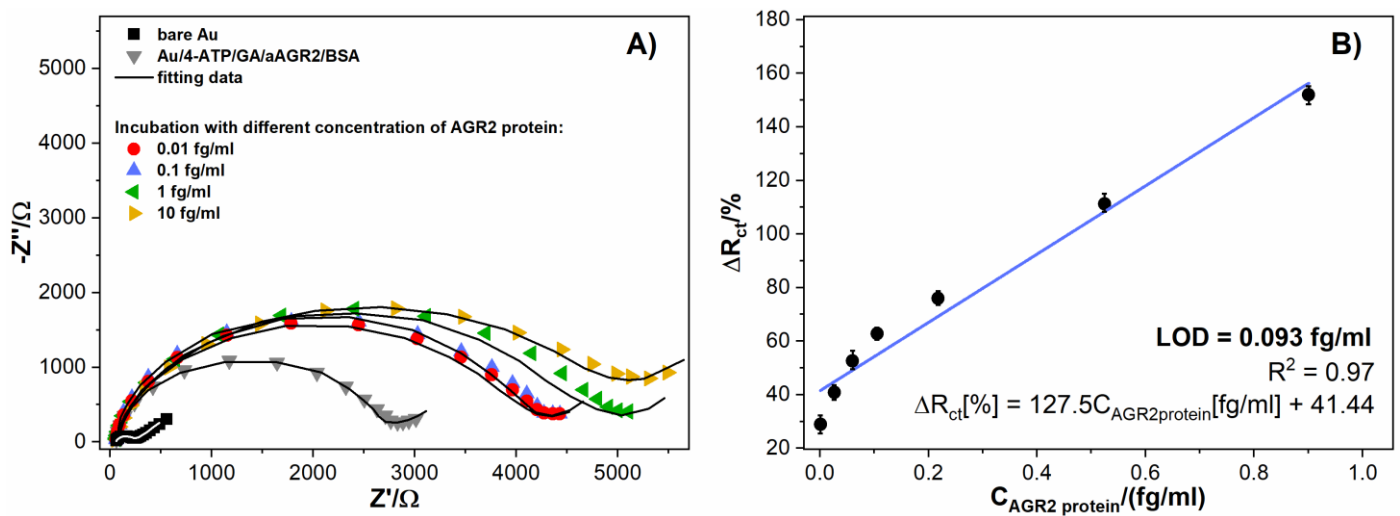 bare Au
A)
Au/4-ATP/GA/aAGR2/BSA
fitting data
Incubation with different concentration of AGR2 protein:
0.01 fg/ml
0.1 fg/ml
1 fg/ml
10 fg/ml
5000
4000
3000
2000
1000
0
-Z''/Ω
0 1000 2000 3000 4000 5000
Z'/Ω
B)
180
160
140
120
100
80
60
40
20
ΔRct/%
LOD = 0.093 fg/ml
R² = 0.97
ΔRct[%] = 127.5CAGR2protein[fg/ml] + 41.44
0.0 0.2 0.4 0.6 0.8 1.0
CAGR2 protein/(fg/ml)